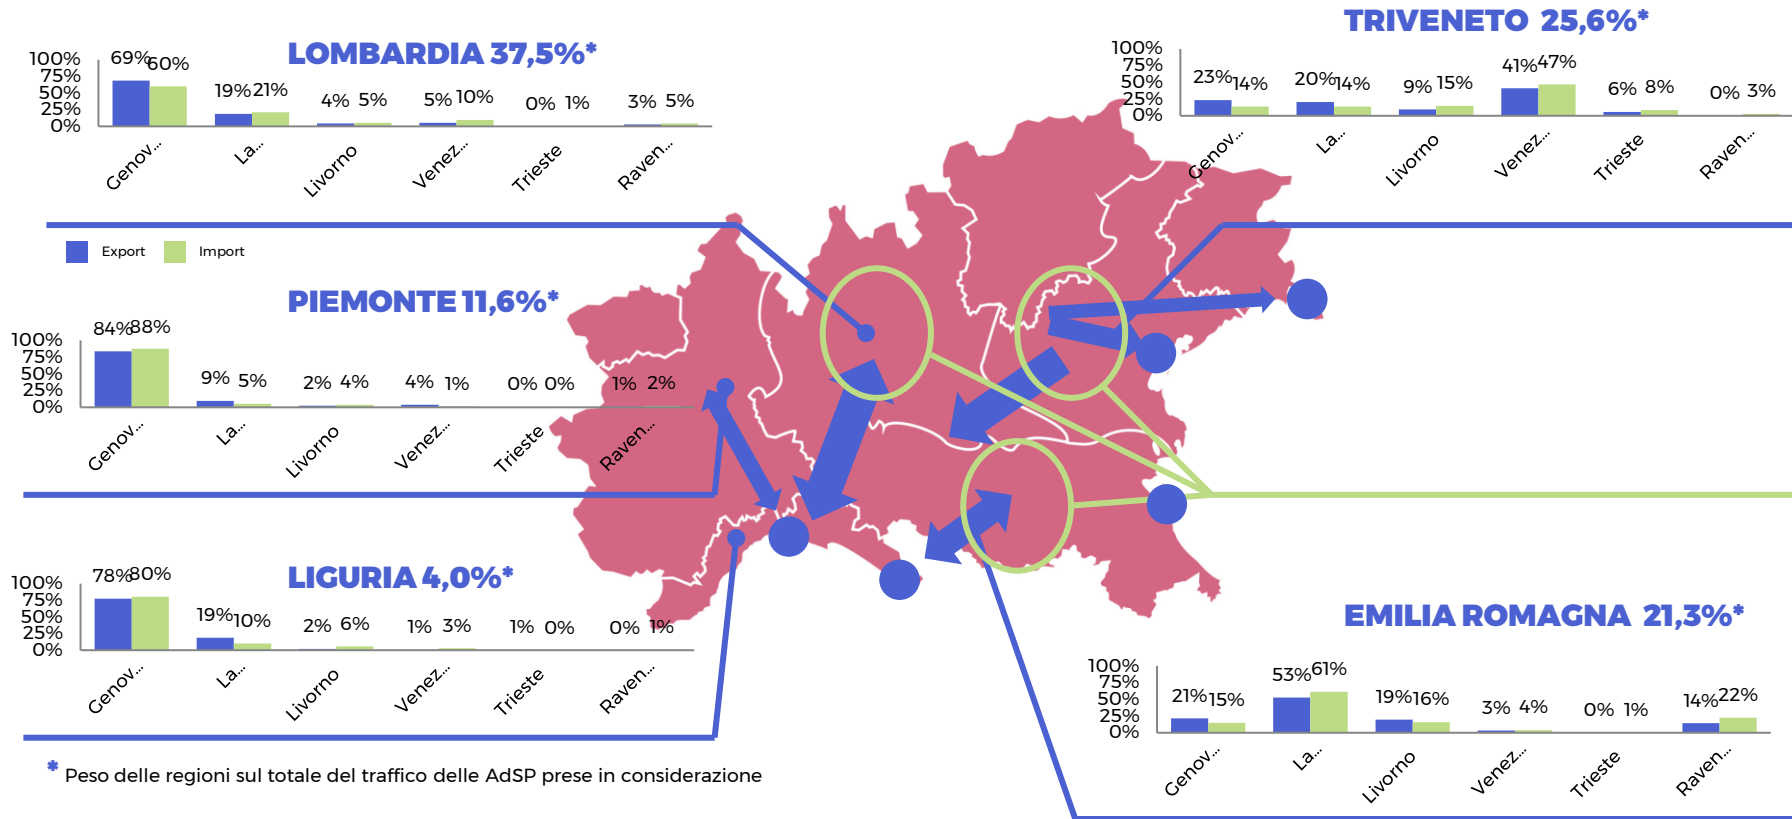 LOMBARDIA 37,5%*
100%
75%
50%
25%
0%
69% 60% 19% 21% 4% 5% 5% 10% 0% 1% 3% 5%
Genov... La... Livorno Venez... Trieste Raven...
TRIVENETO 25,6%*
100%
75%
50%
25%
0%
23% 14% 20% 14% 9% 15% 41% 47% 6% 8% 0% 3%
Genov... La... Livorno Venez... Trieste Raven...
Export Import
PIEMONTE 11,6%*
100%
75%
50%
25%
0%
84% 88% 9% 5% 2% 4% 4% 1% 0% 0% 1% 2%
Genov... La... Livorno Venez... Trieste Raven...
LIGURIA 4,0%*
100%
75%
50%
25%
0%
78% 80% 19% 10% 2% 6% 1% 3% 1% 0% 0% 1%
Genov... La... Livorno Venez... Trieste Raven...
EMILIA ROMAGNA 21,3%*
100%
75%
50%
25%
0%
21% 15% 53% 61% 19% 16% 3% 4% 0% 1% 14% 22%
Genov... La... Livorno Venez... Trieste Raven...
* Peso delle regioni sul totale del traffico delle AdSP prese in considerazione